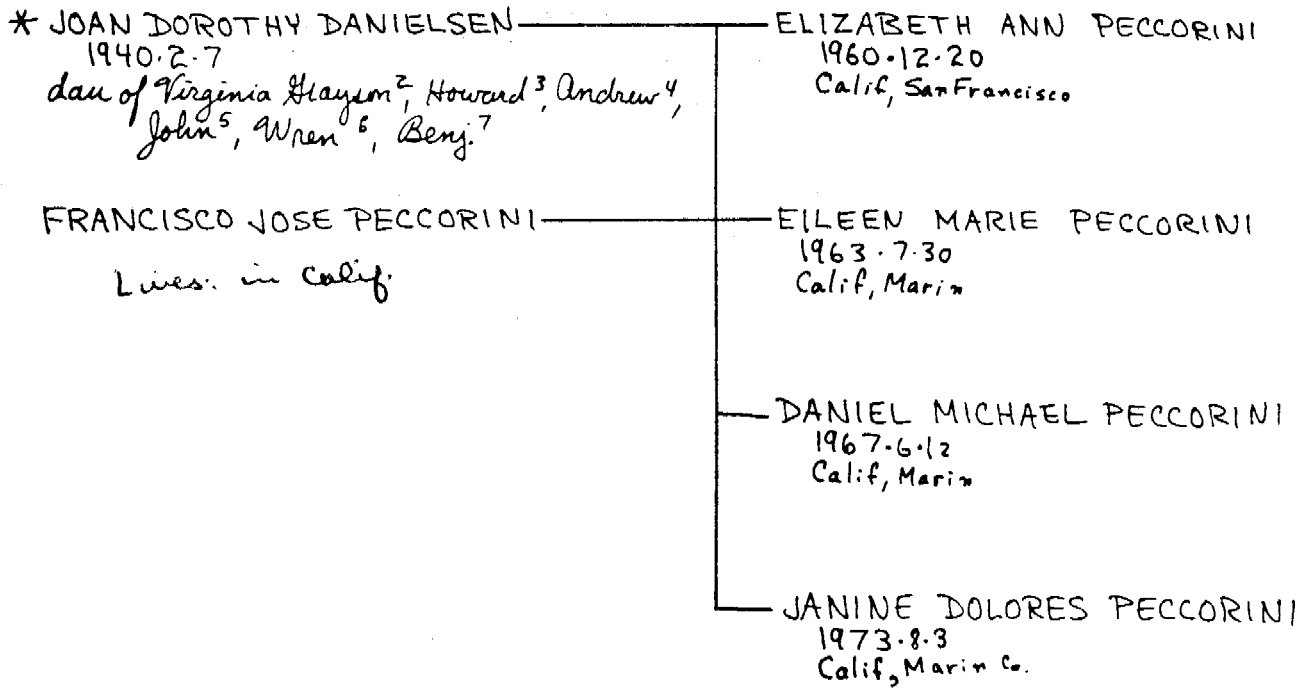 * JOAN DOROTHY DANIELSEN
1940.2.7
dau of Virginia Grayson², Howard³, Andrew⁴,
John⁵, Wren⁶, Benj.⁷
FRANCISCO JOSE PECCORINI
Lives. in Calif.
ELIZABETH ANN PECCORINI
1960.12.20
Calif, San Francisco
EILEEN MARIE PECCORINI
1963.7.30
Calif, Marin
DANIEL MICHAEL PECCORINI
1967.6.12
Calif, Marin
JANINE DOLORES PECCORINI
1973.8.3
Calif, Marin Co.